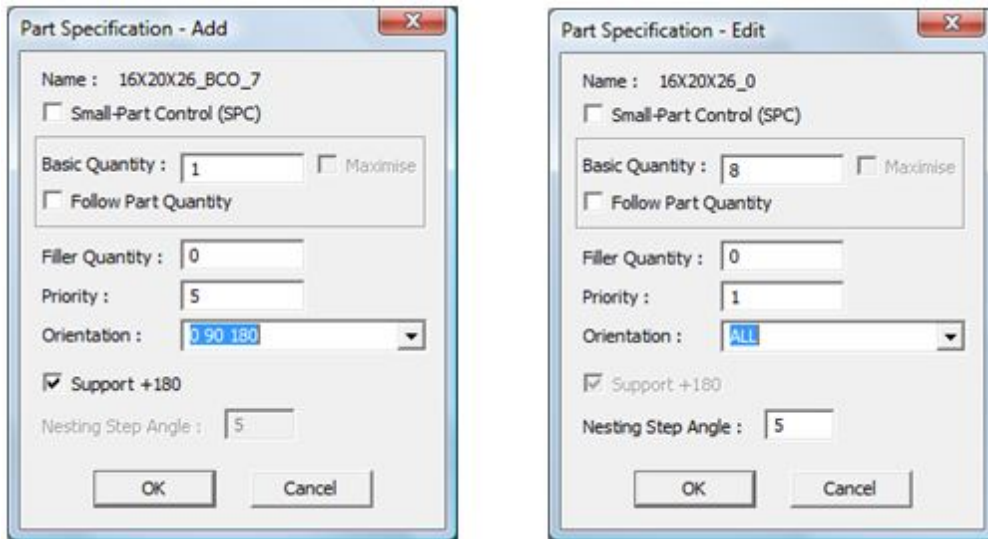 Part Specification - Add
Name : 16X20X26_BCO_7
Small-Part Control (SPC)
Basic Quantity : 1 Maximise
Follow Part Quantity
Filler Quantity : 0
Priority : 5
Orientation : 0 90 180
Support +180
Nesting Step Angle : 5
OK Cancel
Part Specification - Edit
Name : 16X20X26_0
Small-Part Control (SPC)
Basic Quantity : 8 Maximise
Follow Part Quantity
Filler Quantity : 0
Priority : 1
Orientation : ALL
Support +180
Nesting Step Angle : 5
OK Cancel